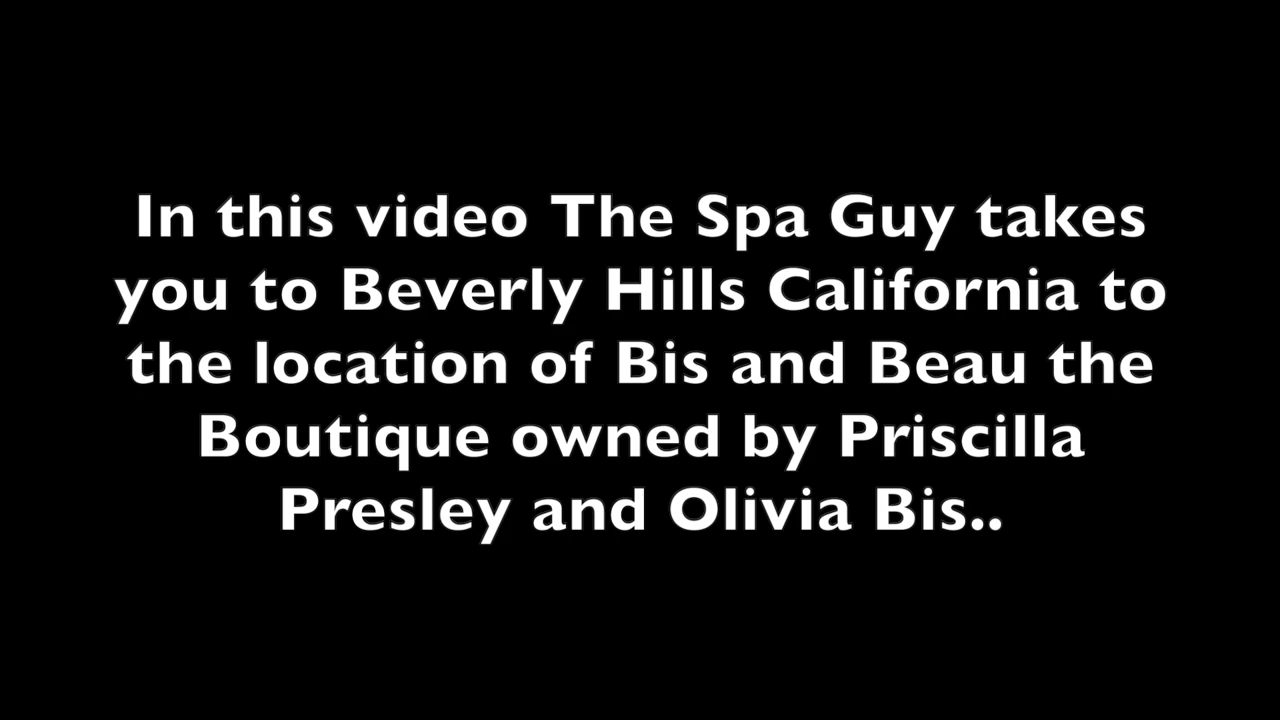 In this video The Spa Guy takes
you to Beverly Hills California to
the location of Bis and Beau the
Boutique owned by Priscilla
Presley and Olivia Bis..